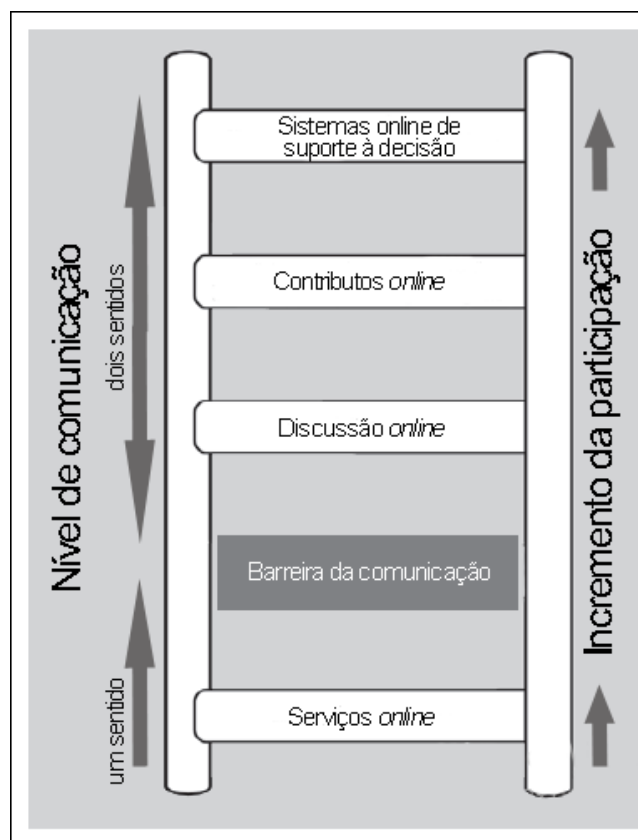 Nível de comunicação
dois sentidos
um sentido
Sistemas online de
suporte à decisão
Contributos online
Discussão online
Barreira da comunicação
Serviços online
Incremento da participação